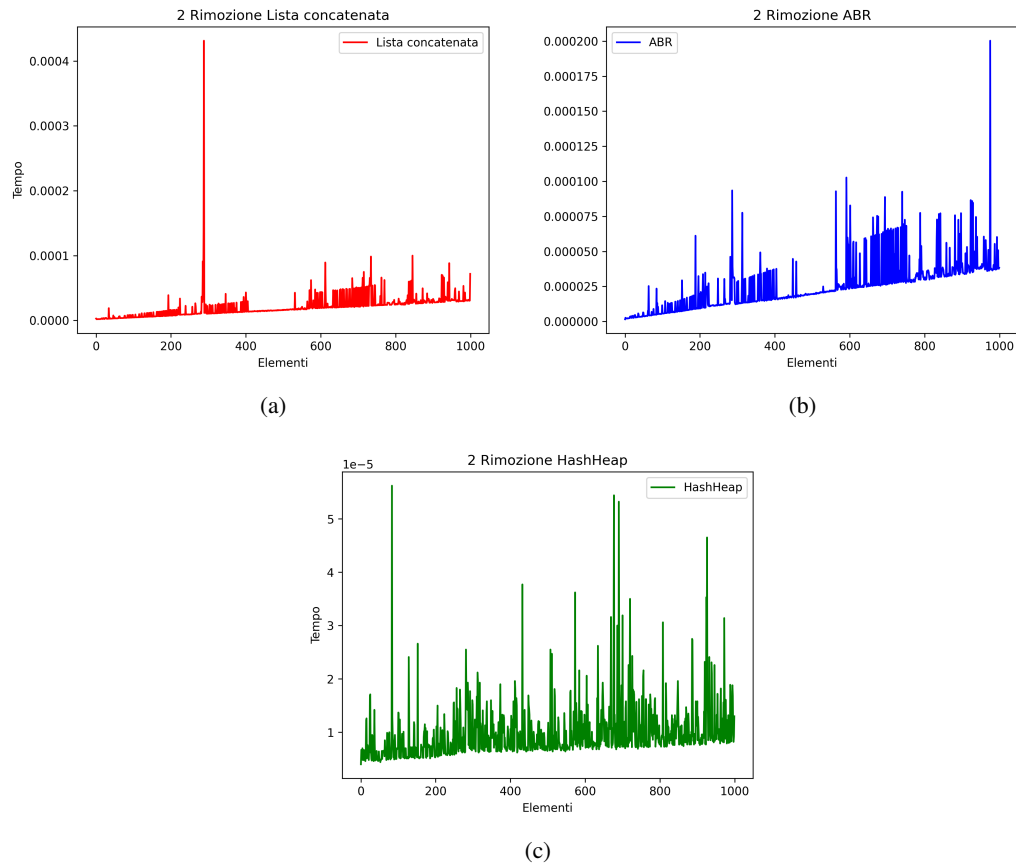 2 Rimozione Lista concatenata
Lista concatenata
0.0004
0.0003
0.0002
0.0001
0.0000
Tempo
0 200 400 600 800 1000
Elementi
(a)
2 Rimozione ABR
ABR
0.000200
0.000175
0.000150
0.000125
0.000100
0.000075
0.000050
0.000025
0.000000
0 200 400 600 800 1000
Elementi
(b)
2 Rimozione HashHeap
1e−5
HashHeap
5
4
3
2
1
Tempo
0 200 400 600 800 1000
Elementi
(c)